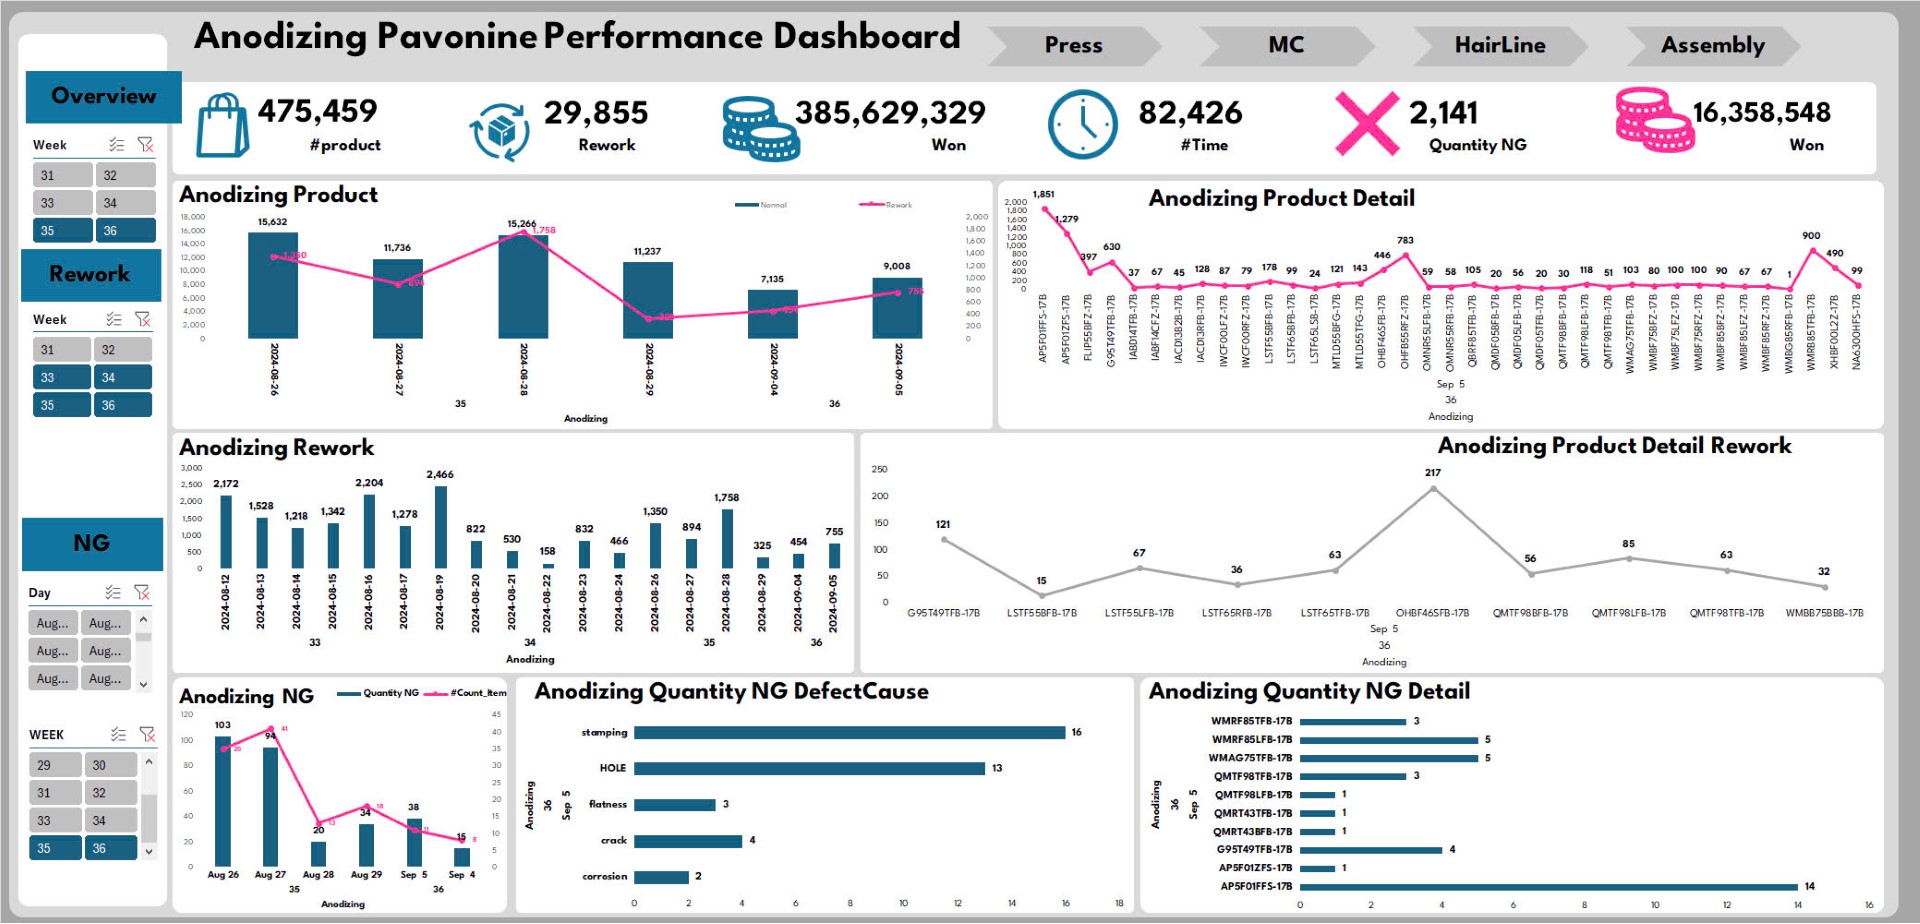 Anodizing Pavonine Performance Dashboard
Press
MC
HairLine
Assembly
Overview
Week
31 32
33 34
35 36
Rework
Week
31 32
33 34
35 36
NG
Day
Aug... Aug...
Aug... Aug...
Aug... Aug...
WEEK
29 30
31 32
33 34
35 36
475,459
#product
29,855
Rework
385,629,329
Won
82,426
#Time
2,141
Quantity NG
16,358,548
Won
Anodizing Product
Normal Rework
18,000
16,000
14,000
12,000
10,000
8,000
6,000
4,000
2,000
0
15,632 11,736 15,266 11,237 7,135 9,008
1,758
2,000
1,800
1,600
1,400
1,200
1,000
800
600
400
200
0
2024-08-26 2024-08-27 2024-08-28 2024-08-29 2024-09-04 2024-09-05
35 36
Anodizing
Anodizing Product Detail
2,000
1,800
1,600
1,400
1,200
1,000
800
600
400
200
0
1,851 1,279 397 630 37 67 45 128 87 79 178 99 24 121 143 446 783 59 58 105 20 56 20 30 118 51 103 80 100 100 90 67 67 1 900 490 99
AP5F01FFS-17B
AP5F01ZFS-17B
FLIP55BFZ-17B
G95T49TFB-17B
IABD14TFB-17B
IABF14CFZ-17B
IACD13B2B-17B
IACD13RFB-17B
IWCF00LFZ-17B
IWCF00RFZ-17B
LSTF55BFB-17B
LSTF65BFB-17B
LSTF65LSB-17B
MTLD55BFG-17B
MTLD55TFG-17B
OHBF46SFB-17B
OHFB55RFZ-17B
OMNR55LFB-17B
OMNR55RFB-17B
QBRF85TFB-17B
QMDF05BFB-17B
QMDF05LFB-17B
QMDF05TFB-17B
QMTF98BFB-17B
QMTF98LFB-17B
QMTF98TFB-17B
WMAG75TFB-17B
WMBF75BFZ-17B
WMBF75LFZ-17B
WMBF75RFZ-17B
WMBF85BFZ-17B
WMBF85LFZ-17B
WMBF85RFZ-17B
WMBG85RFB-17B
WMRB85TFB-17B
XHBF00L2Z-17B
NA6300HFS-17B
Sep 5
36
Anodizing
Anodizing Rework
3,000
2,500
2,000
1,500
1,000
500
0
2,172 1,528 1,218 1,342 2,204 1,278 2,466 822 530 158 832 466 1,350 894 1,758 325 454 755
2024-08-12 2024-08-13 2024-08-14 2024-08-15 2024-08-16 2024-08-17 2024-08-19 2024-08-20 2024-08-21 2024-08-22 2024-08-23 2024-08-24 2024-08-26 2024-08-27 2024-08-28 2024-08-29 2024-09-04 2024-09-05
33 34 35 36
Anodizing
Anodizing Product Detail Rework
250
200
150
100
50
0
121 15 67 36 63 217 56 85 63 32
G95T49TFB-17B LSTF55BFB-17B LSTF55LFB-17B LSTF65RFB-17B LSTF65TFB-17B OHBF46SFB-17B QMTF98BFB-17B QMTF98LFB-17B QMTF98TFB-17B WMBB75BBB-17B
Sep 5
36
Anodizing
Anodizing NG
Quantity NG #Count_Item
120
100
80
60
40
20
0
103 94 20 34 38 15
35 41 13 18 11 8
45
40
35
30
25
20
15
10
5
0
Aug 26 Aug 27 Aug 28 Aug 29 Sep 5 Sep 4
35 36
Anodizing
Anodizing Quantity NG DefectCause
Anodizing
36
Sep 5
stamping 16
HOLE 13
flatness 3
crack 4
corrosion 2
0 2 4 6 8 10 12 14 16 18
Anodizing Quantity NG Detail
Anodizing
36
Sep 5
WMRF85TFB-17B 3
WMRF85LFB-17B 5
WMAG75TFB-17B 5
QMTF98TFB-17B 3
QMTF98LFB-17B 1
QMRT43TFB-17B 1
QMRT43BFB-17B 1
G95T49TFB-17B 4
AP5F01ZFS-17B 1
AP5F01FFS-17B 14
0 2 4 6 8 10 12 14 16